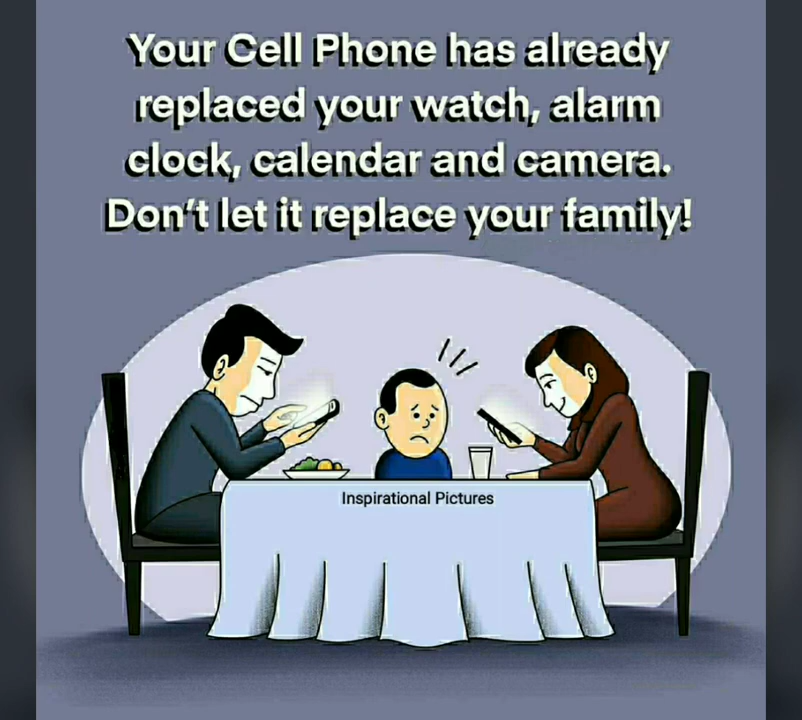 Your Cell Phone has already
replaced your watch, alarm
clock, calendar and camera.
Don't let it replace your family!
Inspirational Pictures